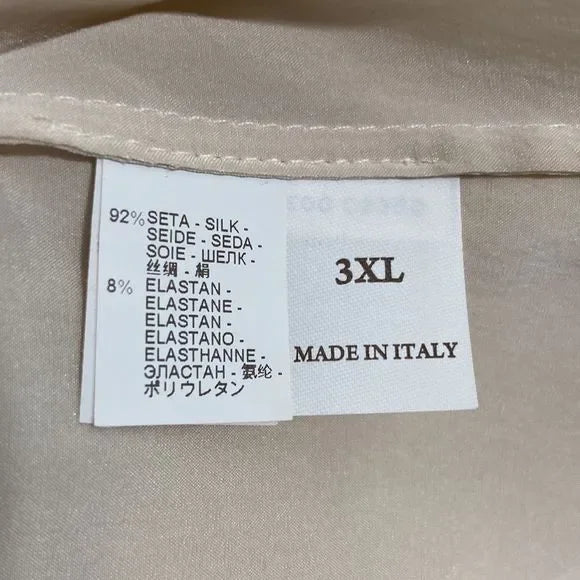 92% SETA - SILK -
SEIDE - SEDA -
SOIE - ШЕЛК -
丝绸 - 絹
8% ELASTAN -
ELASTANE -
ELASTAN -
ELASTANO -
ELASTHANNE -
ЭЛАСТАН - 氨纶 -
ポリウレタン
3XL
MADE IN ITALY